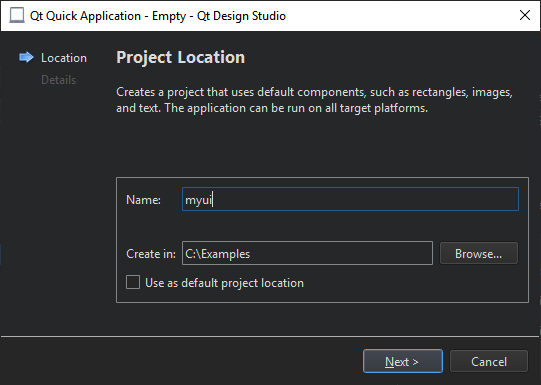 Qt Quick Application - Empty - Qt Design Studio
Location
Details
Project Location
Creates a project that uses default components, such as rectangles, images,
and text. The application can be run on all target platforms.
Name: myui
Create in: C:\Examples Browse...
Use as default project location
Next > Cancel